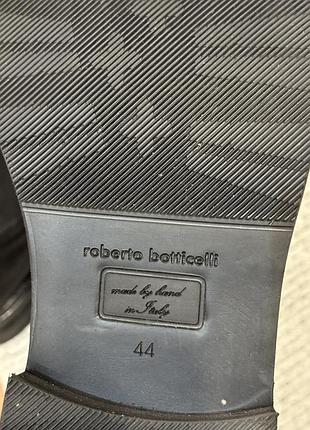 roberto botticelli
made by hand
in Italy
44